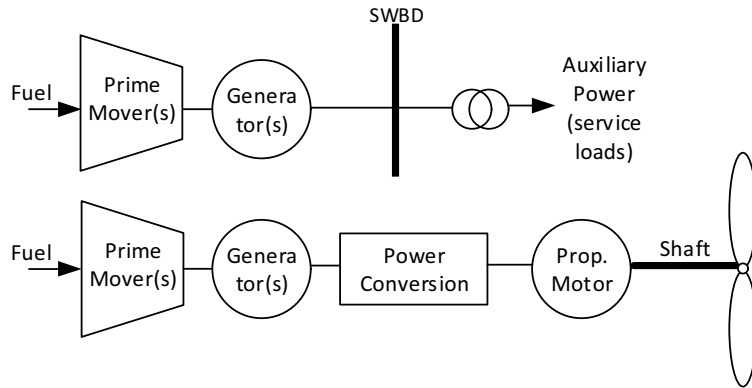 SWBD
Fuel
Prime
Mover(s)
Genera
tor(s)
Auxiliary
Power
(service
loads)
Fuel
Prime
Mover(s)
Genera
tor(s)
Power
Conversion
Prop.
Motor
Shaft